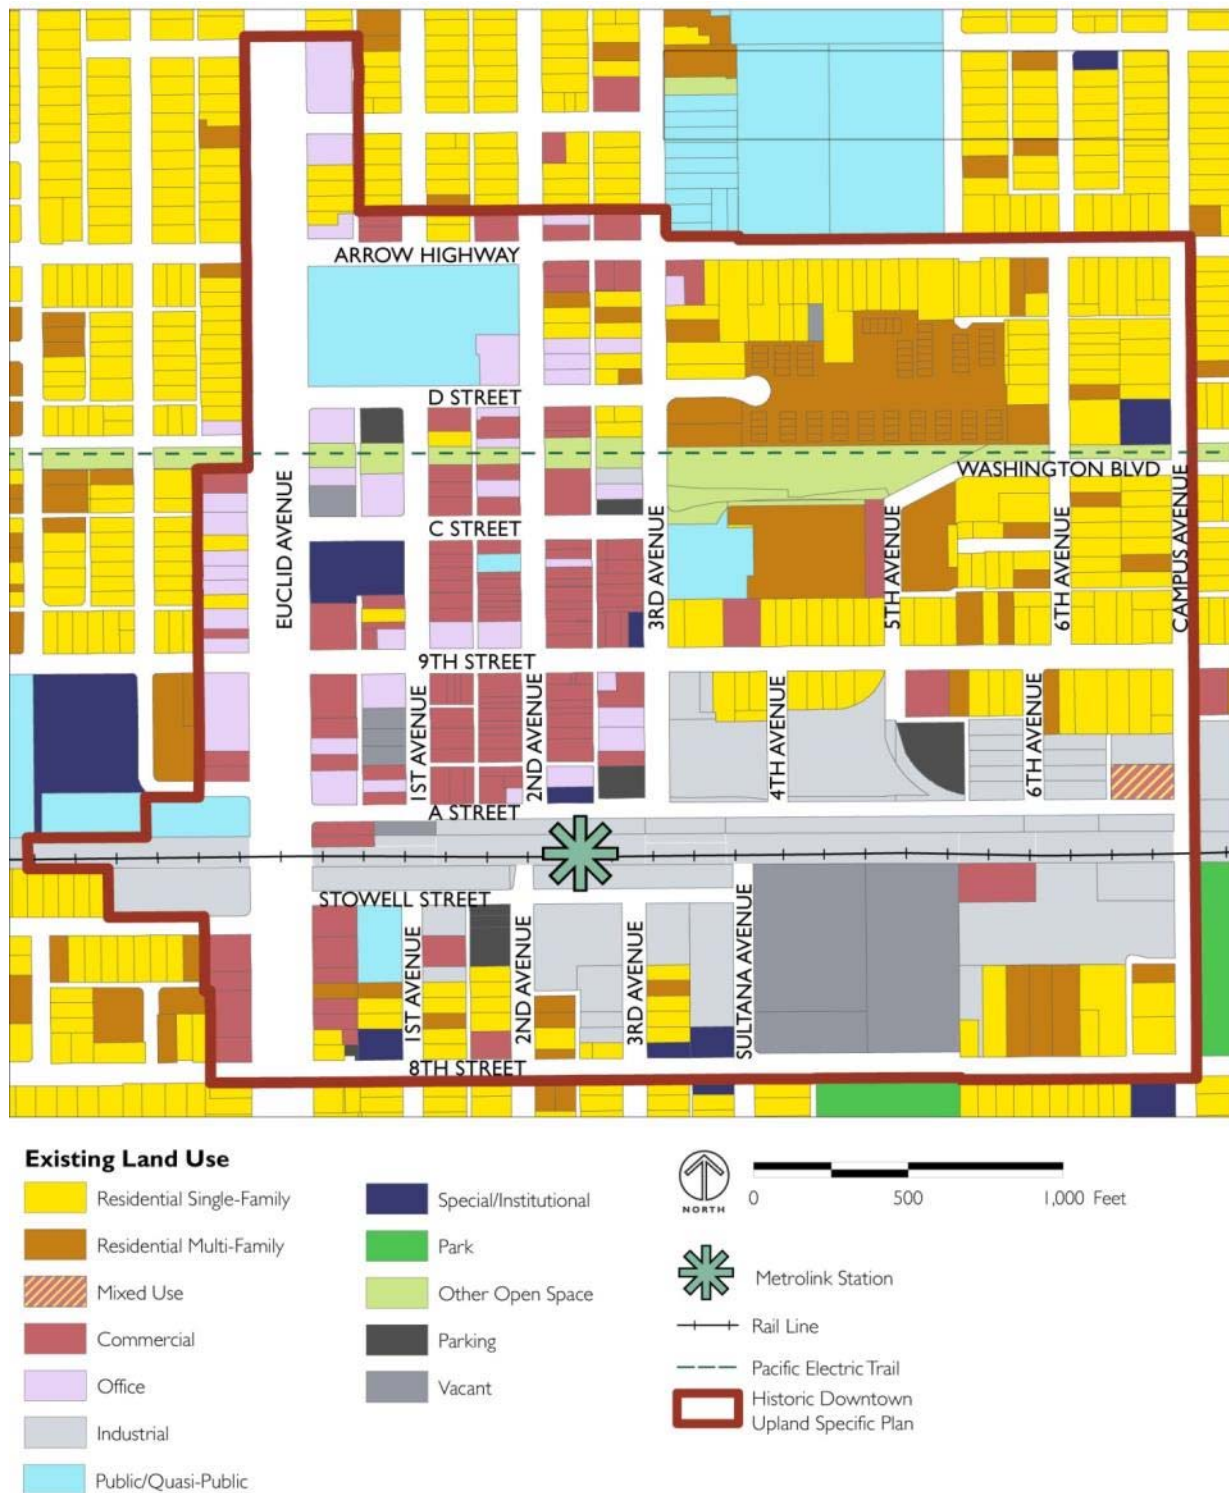 ARROW HIGHWAY
D STREET
WASHINGTON BLVD
EUCLID AVENUE
C STREET
3RD AVENUE
5TH AVENUE
6TH AVENUE
CAMPUS AVENUE
9TH STREET
1ST AVENUE
2ND AVENUE
4TH AVENUE
6TH AVENUE
A STREET
STOWELL STREET
1ST AVENUE
2ND AVENUE
3RD AVENUE
SULTANA AVENUE
8TH STREET
Existing Land Use
Residential Single-Family
Residential Multi-Family
Mixed Use
Commercial
Office
Industrial
Public/Quasi-Public
Special/Institutional
Park
Other Open Space
Parking
Vacant
NORTH
0 500 1,000 Feet
Metrolink Station
Rail Line
Pacific Electric Trail
Historic Downtown
Upland Specific Plan